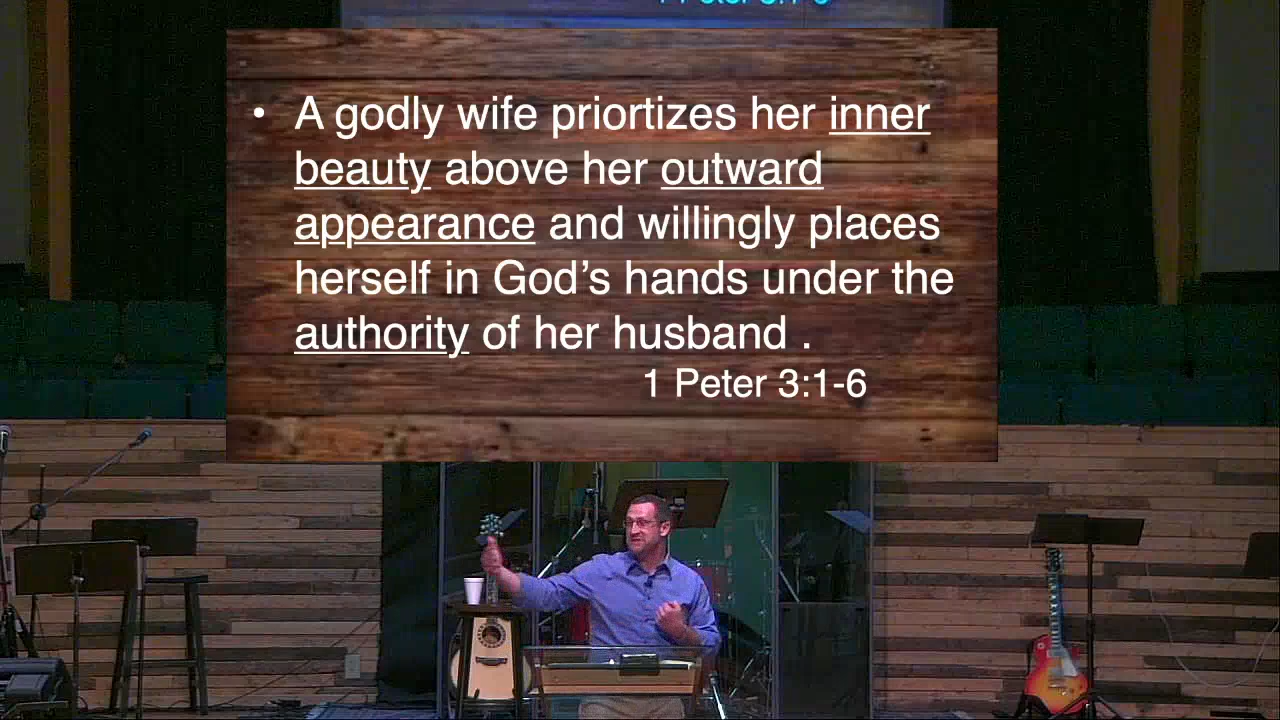 • A godly wife priortizes her inner
beauty above her outward
appearance and willingly places
herself in God’s hands under the
authority of her husband .
1 Peter 3:1-6